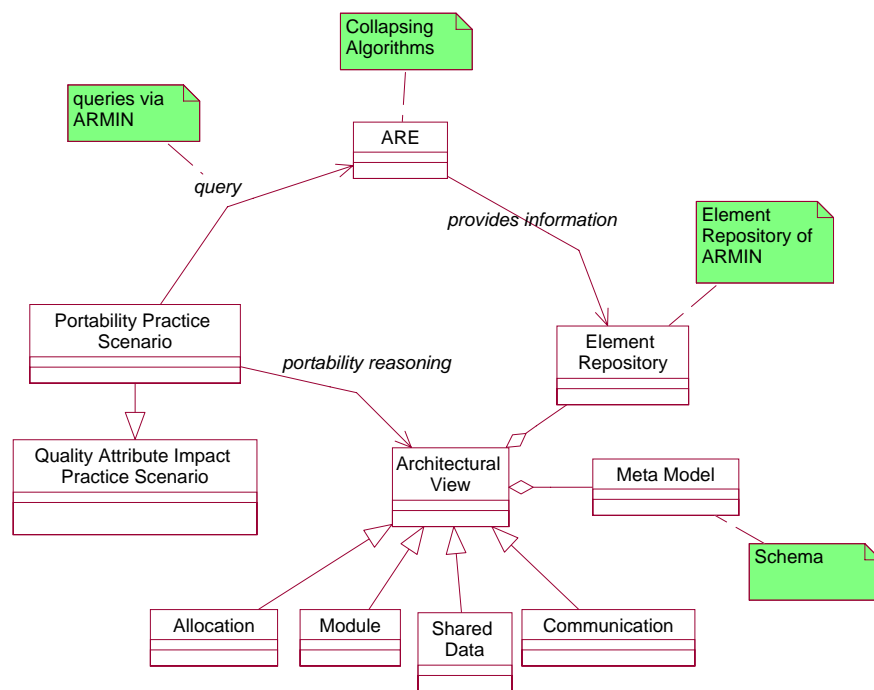 Collapsing
Algorithms
queries via
ARMIN
ARE
query
provides information
Element
Repository of
ARMIN
Portability Practice
Scenario
Element
Repository
portability reasoning
Quality Attribute Impact
Practice Scenario
Architectural
View
Meta Model
Schema
Allocation
Module
Shared
Data
Communication